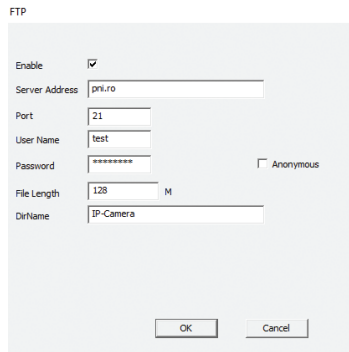 FTP
Enable
Server Address pni.ro
Port 21
User Name test
Password ******** Anonymous
File Length 128 M
DirName IP-Camera
OK Cancel